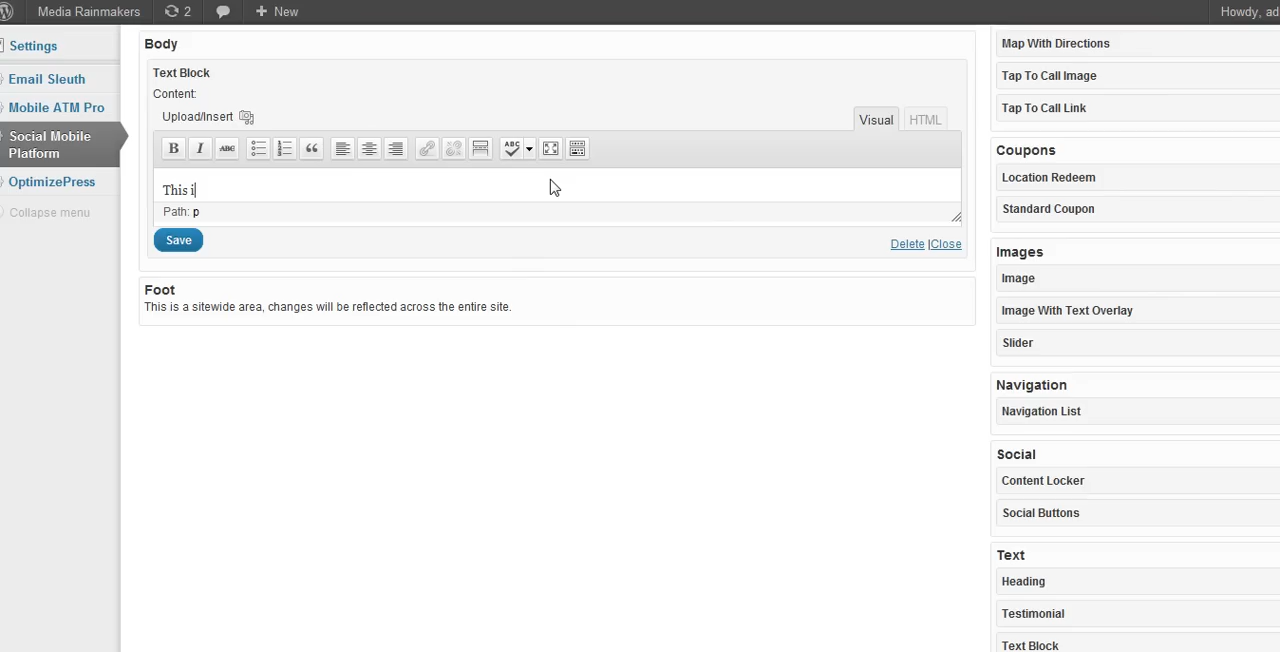 Media Rainmakers
2
New
Howdy, ad
Settings
Email Sleuth
Mobile ATM Pro
Social Mobile
Platform
OptimizePress
Collapse menu
Body
Text Block
Content:
Upload/Insert
Visual
HTML
B
I
ABC
ABC
This i
Path: p
Save
Delete |Close
Foot
This is a sitewide area, changes will be reflected across the entire site.
Map With Directions
Tap To Call Image
Tap To Call Link
Coupons
Location Redeem
Standard Coupon
Images
Image
Image With Text Overlay
Slider
Navigation
Navigation List
Social
Content Locker
Social Buttons
Text
Heading
Testimonial
Text Block